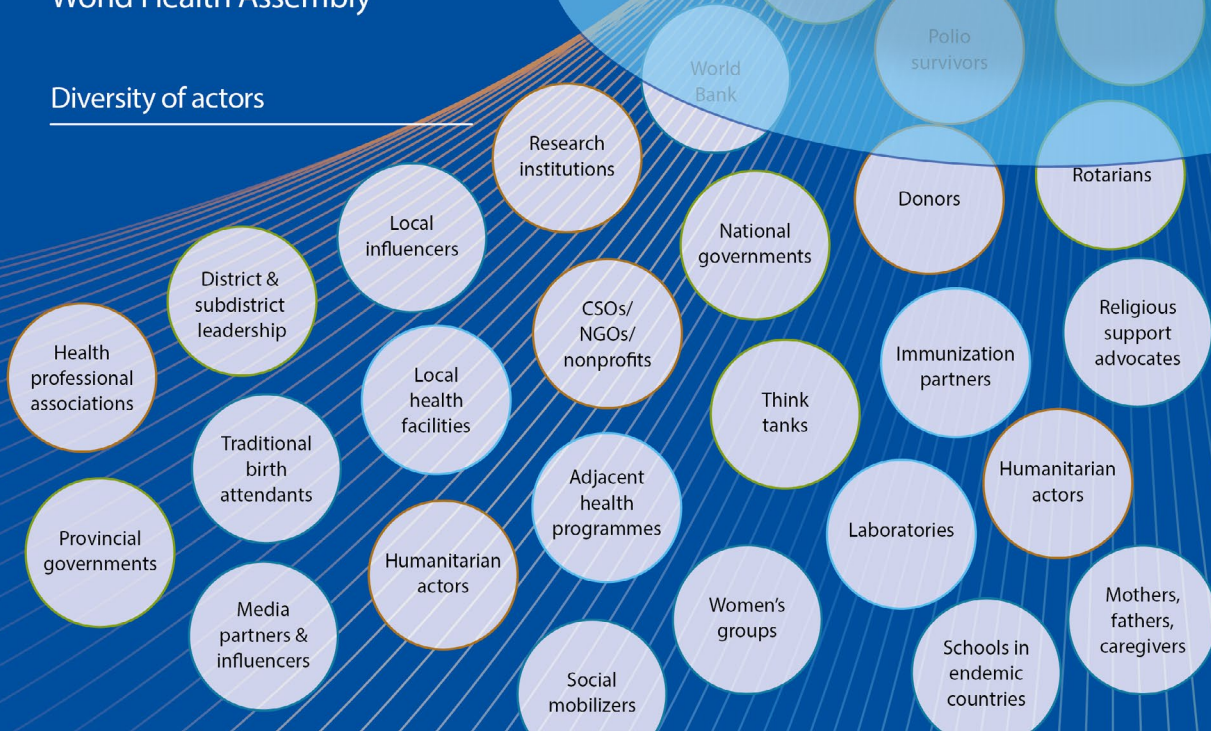 World Health Assembly
Diversity of actors
Polio
survivors
World
Bank
Research
institutions
Rotarians
Donors
Local
influencers
National
governments
District &
subdistrict
leadership
CSOs/
NGOs/
nonprofits
Religious
support
advocates
Health
professional
associations
Local
health
facilities
Immunization
partners
Think
tanks
Traditional
birth
attendants
Humanitarian
actors
Adjacent
health
programmes
Laboratories
Provincial
governments
Humanitarian
actors
Media
partners &
influencers
Women’s
groups
Mothers,
fathers,
caregivers
Schools in
endemic
countries
Social
mobilizers